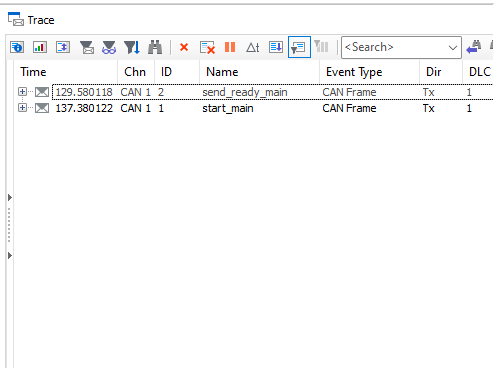 Trace
<Search>
Time Chn ID Name Event Type Dir DLC
129.580118 CAN 1 2 send_ready_main CAN Frame Tx 1
137.380122 CAN 1 1 start_main CAN Frame Tx 1